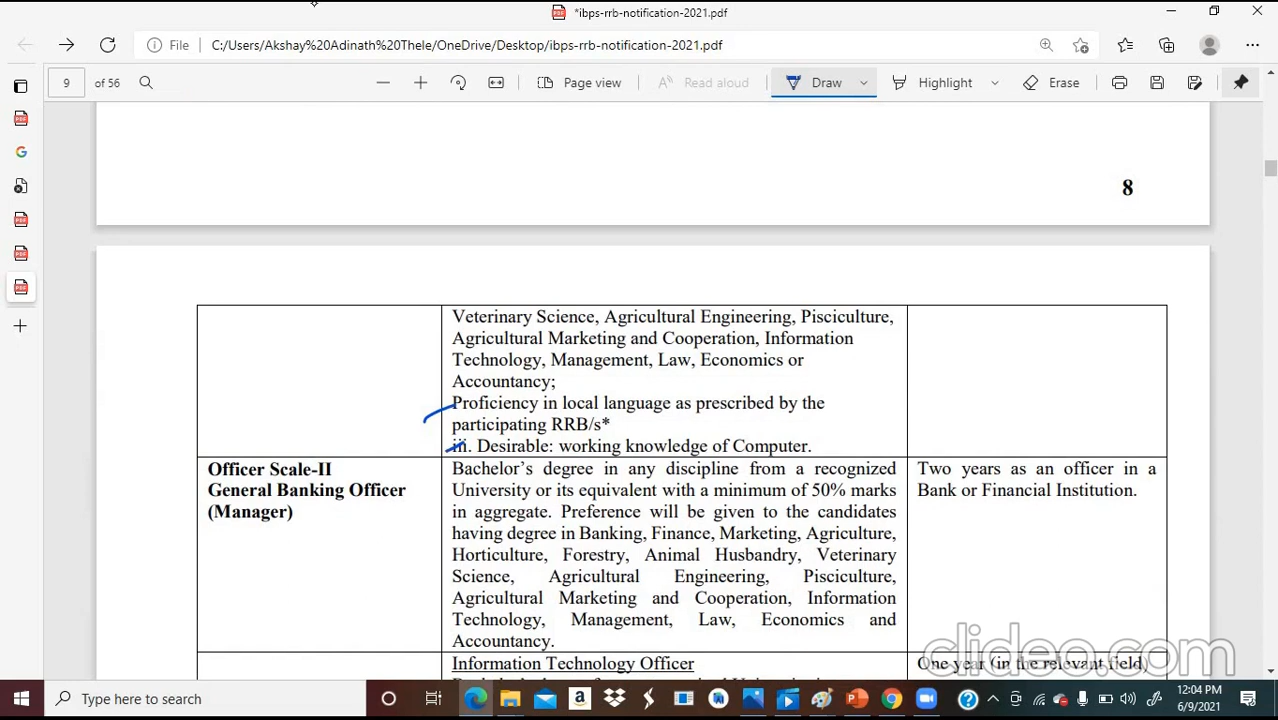 *ibps-rrb-notification-2021.pdf
File C:/Users/Akshay%20Adinath%20Thele/OneDrive/Desktop/ibps-rrb-notification-2021.pdf
9 of 56 Page view Read aloud Draw Highlight Erase
8
Veterinary Science, Agricultural Engineering, Pisciculture,
Agricultural Marketing and Cooperation, Information
Technology, Management, Law, Economics or
Accountancy;
Proficiency in local language as prescribed by the
participating RRB/s*
iii. Desirable: working knowledge of Computer.
Officer Scale-II
General Banking Officer
(Manager)
Bachelor's degree in any discipline from a recognized
University or its equivalent with a minimum of 50% marks
in aggregate. Preference will be given to the candidates
having degree in Banking, Finance, Marketing, Agriculture,
Horticulture, Forestry, Animal Husbandry, Veterinary
Science, Agricultural Engineering, Pisciculture,
Agricultural Marketing and Cooperation, Information
Technology, Management, Law, Economics and
Accountancy.
Two years as an officer in a
Bank or Financial Institution.
Information Technology Officer
One year (in the relevant field)
clideo.com
Type here to search
12:04 PM
6/9/2021